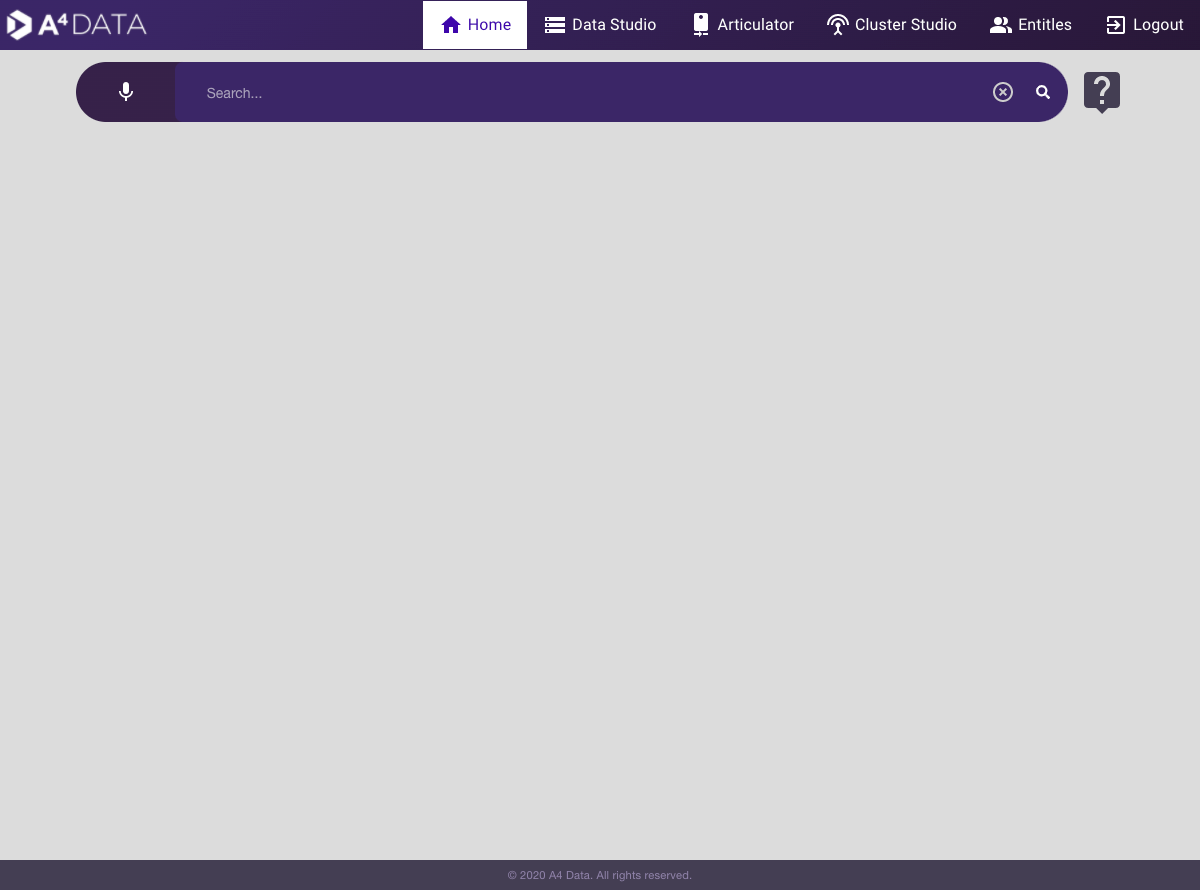 A⁴DATA
Home Data Studio Articulator Cluster Studio Entitles Logout
Search...
?
© 2020 A4 Data. All rights reserved.